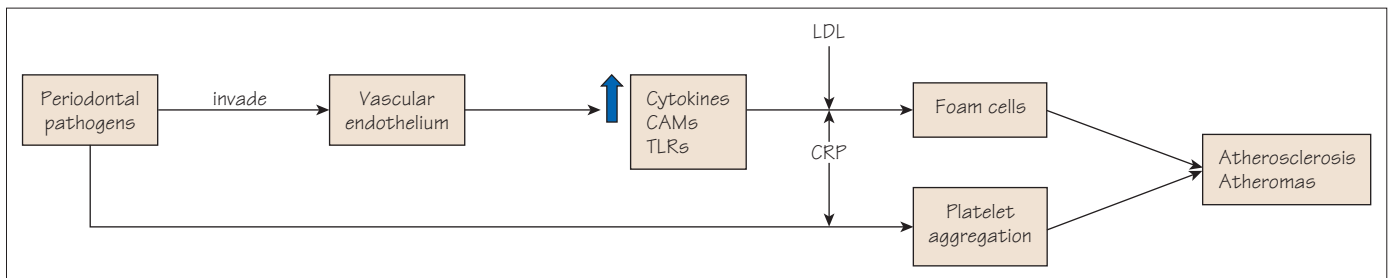 Periodontal
pathogens
invade
Vascular
endothelium
Cytokines
CAMs
TLRs
LDL
CRP
Foam cells
Platelet
aggregation
Atherosclerosis
Atheromas